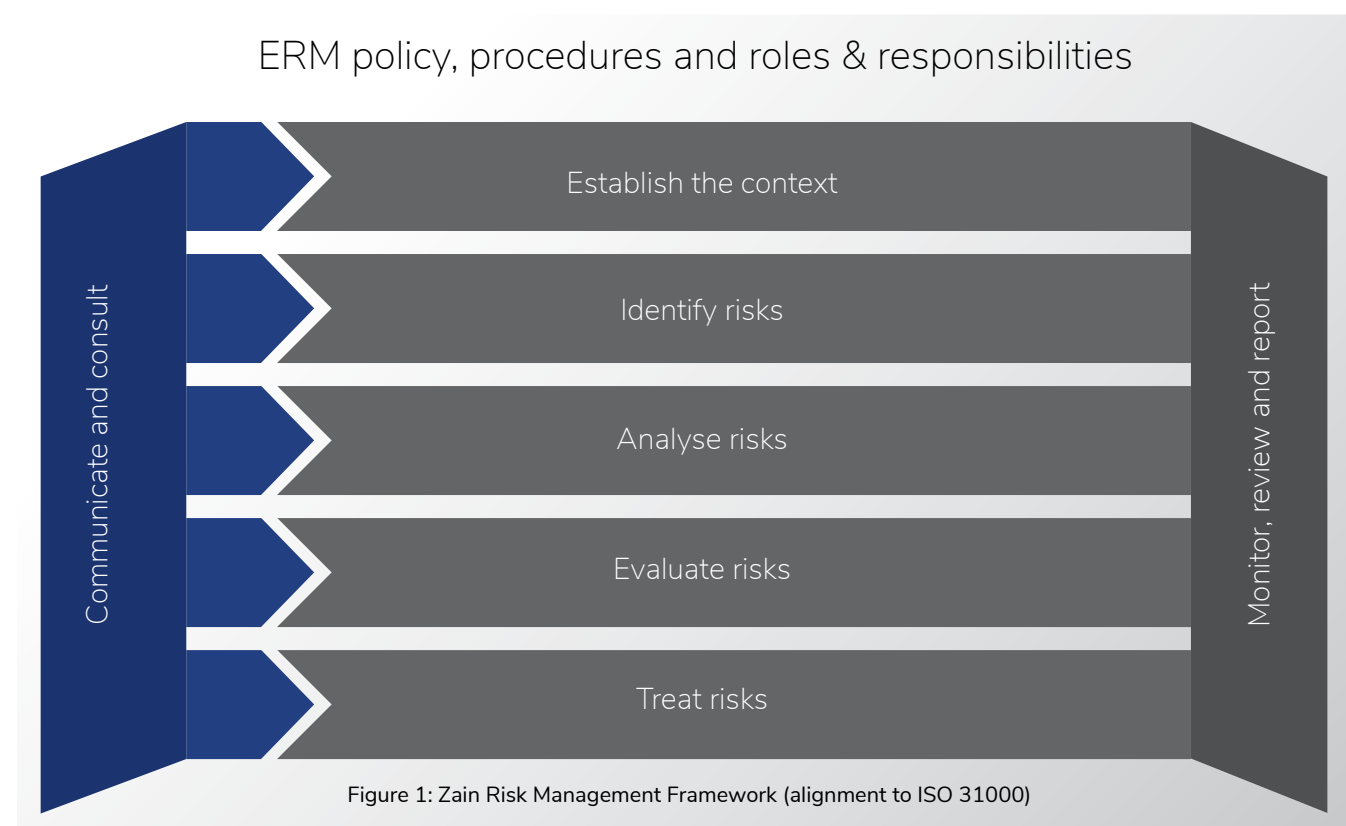 ERM policy, procedures and roles & responsibilities
Communicate and consult
Establish the context
Identify risks
Analyse risks
Evaluate risks
Treat risks
Monitor, review and report
Figure 1: Zain Risk Management Framework (alignment to ISO 31000)